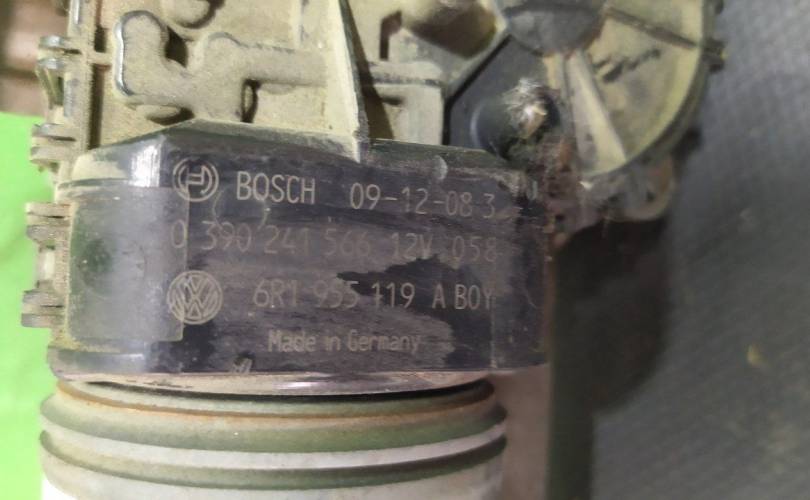 BOSCH 09-12-08 3
0 390 241 566 12V 058
6R1 955 119 A BOY
Made in Germany